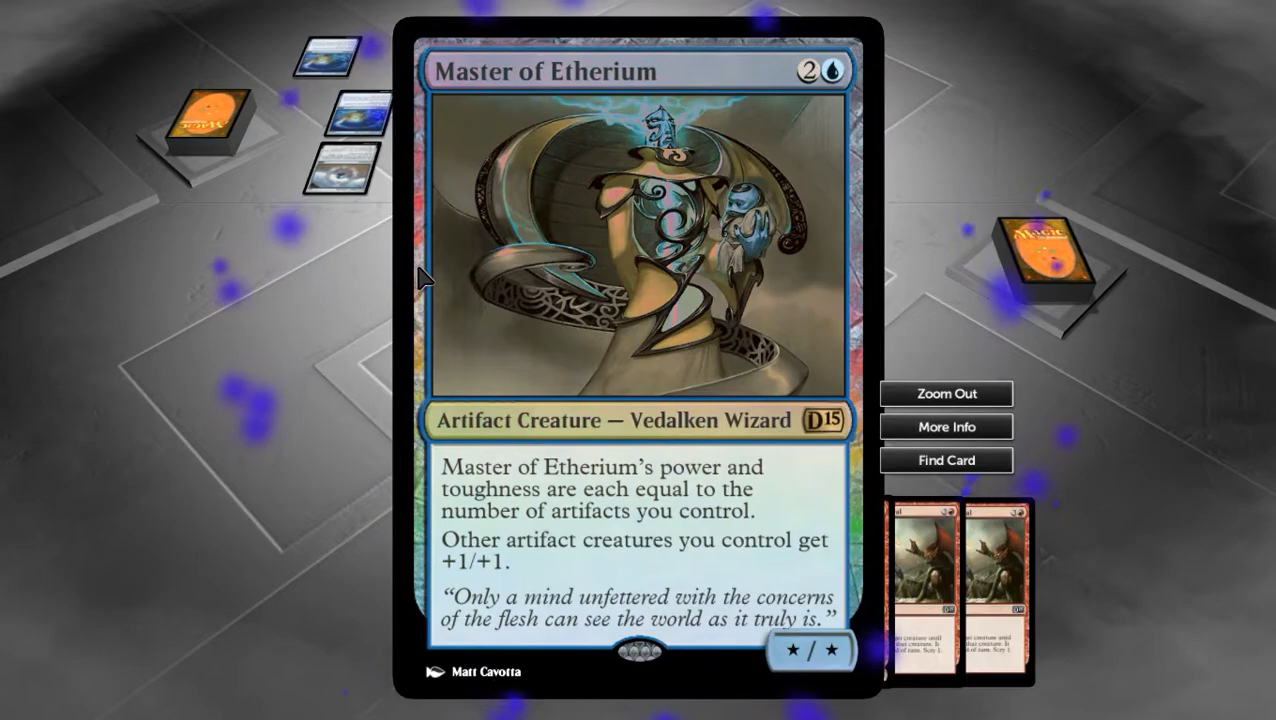 Master of Etherium 2
Artifact Creature — Vedalken Wizard D15
Master of Etherium's power and
toughness are each equal to the
number of artifacts you control.
Other artifact creatures you control get
+1/+1.
“Only a mind unfettered with the concerns
of the flesh can see the world as it truly is.”
★ / ★
Matt Cavotta
Magic
Zoom Out
More Info
Find Card